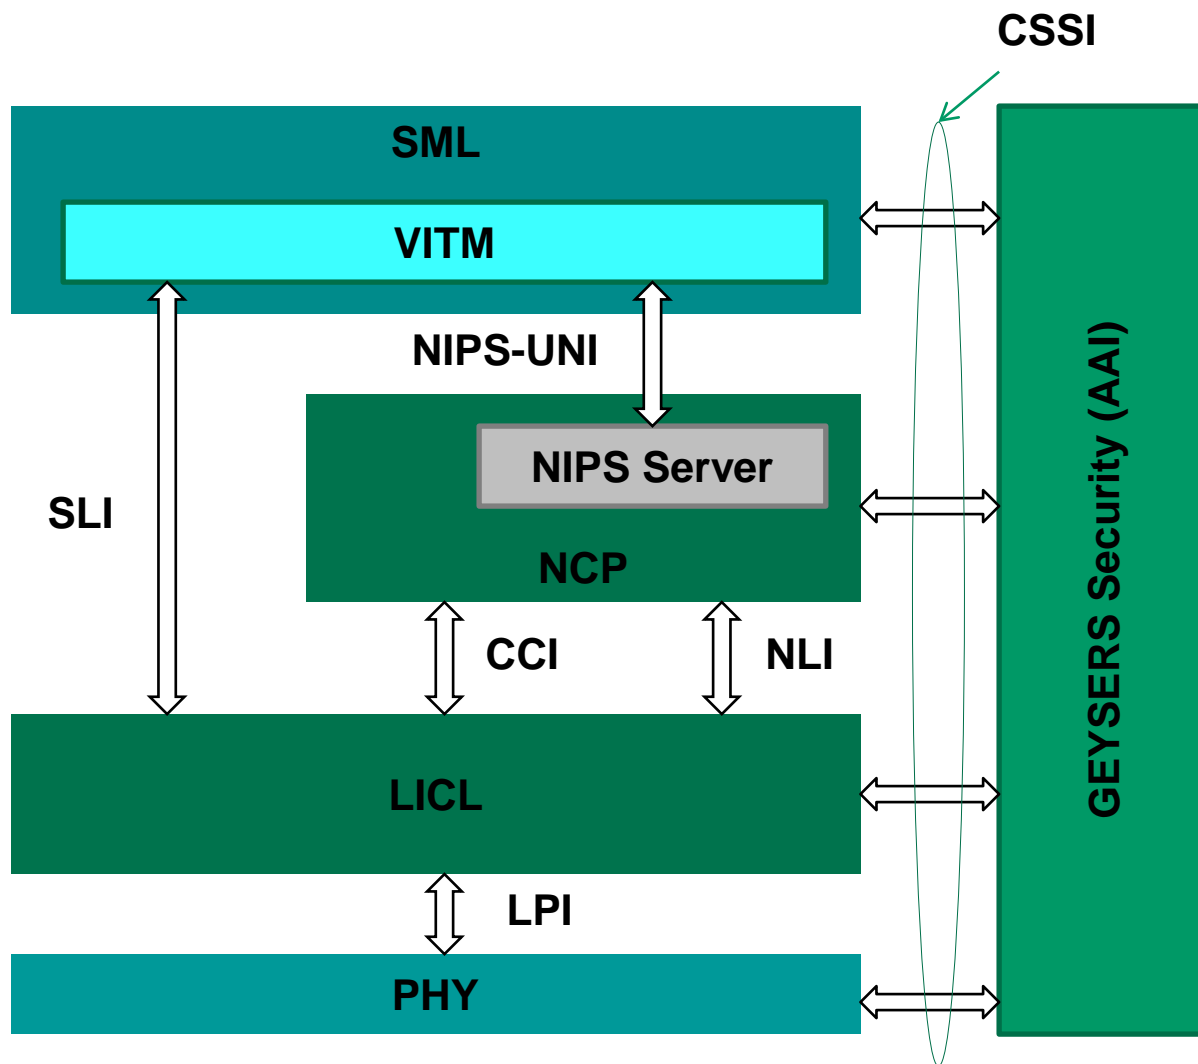 CSSI
SML
VITM
NIPS-UNI
NIPS Server
SLI
NCP
CCI
NLI
LICL
LPI
PHY
GEYSERS Security (AAI)